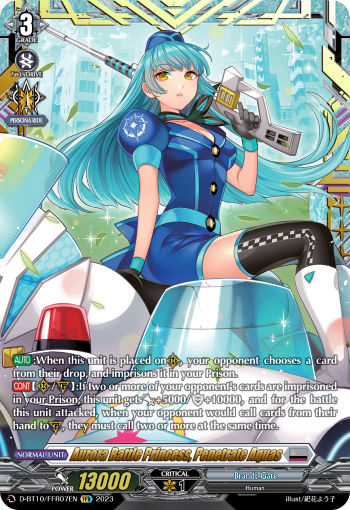 3
GRADE
Twin DRIVE
PERSONA RIDE
AUTO :When this unit is placed on , your opponent chooses a card
from their drop, and imprisons it in your Prison.
CONT 【 / 】:If two or more of your opponent's cards are imprisoned
in your Prison, this unit gets +5000/ +10000, and for the battle
this unit attacked, when your opponent would call cards from their
hand to , they must call two or more at the same time.
NORMAL UNIT
Aurora Battle Princess, Penetrate Aquas
POWER 13000
CRITICAL
1
Brandt Gate
Human
D-BT10/FFR07EN FFR 2023
illust/紀花よう子